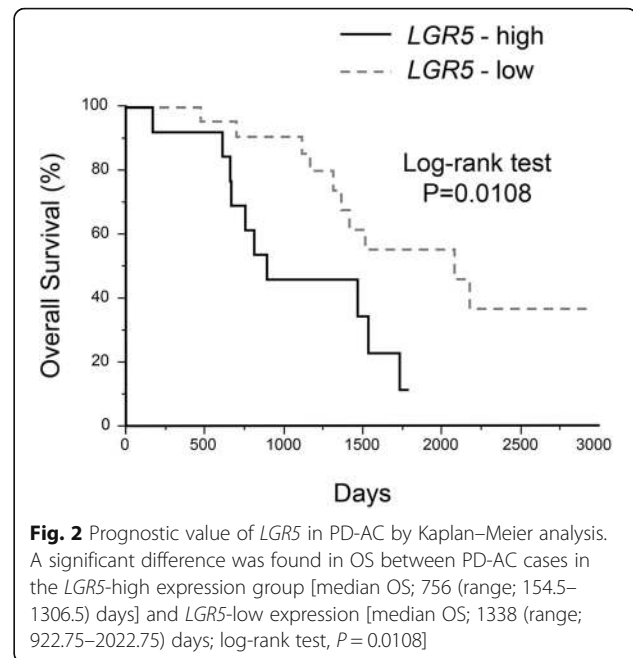 LGR5 - high
LGR5 - low
100
80
60
40
20
0
Overall Survival (%)
Log-rank test
P=0.0108
0 500 1000 1500 2000 2500 3000
Days
Fig. 2 Prognostic value of LGR5 in PD-AC by Kaplan–Meier analysis.
A significant difference was found in OS between PD-AC cases in
the LGR5-high expression group [median OS; 756 (range; 154.5–
1306.5) days] and LGR5-low expression [median OS; 1338 (range;
922.75–2022.75) days; log-rank test, P = 0.0108]